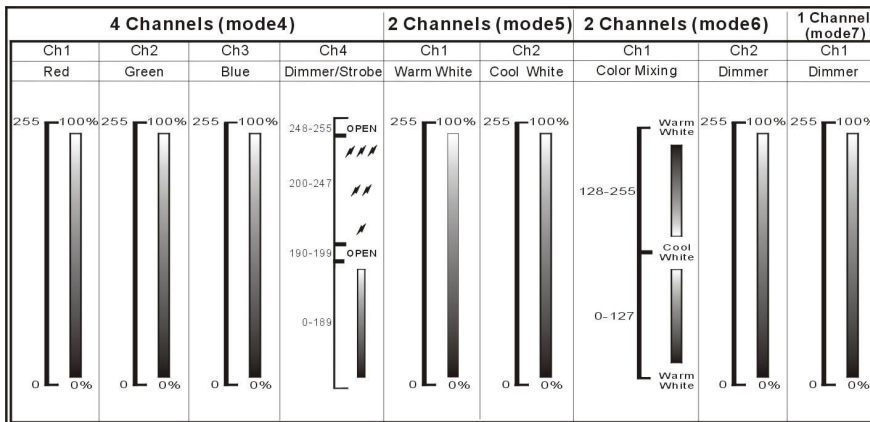 4 Channels (mode4)
2 Channels (mode5)
2 Channels (mode6)
1 Channel
(mode7)
Ch1
Ch2
Ch3
Ch4
Ch1
Ch2
Ch1
Ch2
Ch1
Red
Green
Blue
Dimmer/Strobe
Warm White
Cool White
Color Mixing
Dimmer
Dimmer
255 100%
0 0%
255 100%
0 0%
255 100%
0 0%
248-255 OPEN
200-247
190-199 OPEN
0-189
255 100%
0 0%
255 100%
0 0%
Warm
White
128-255
Cool
White
0-127
Warm
White
255 100%
0 0%
255 100%
0 0%